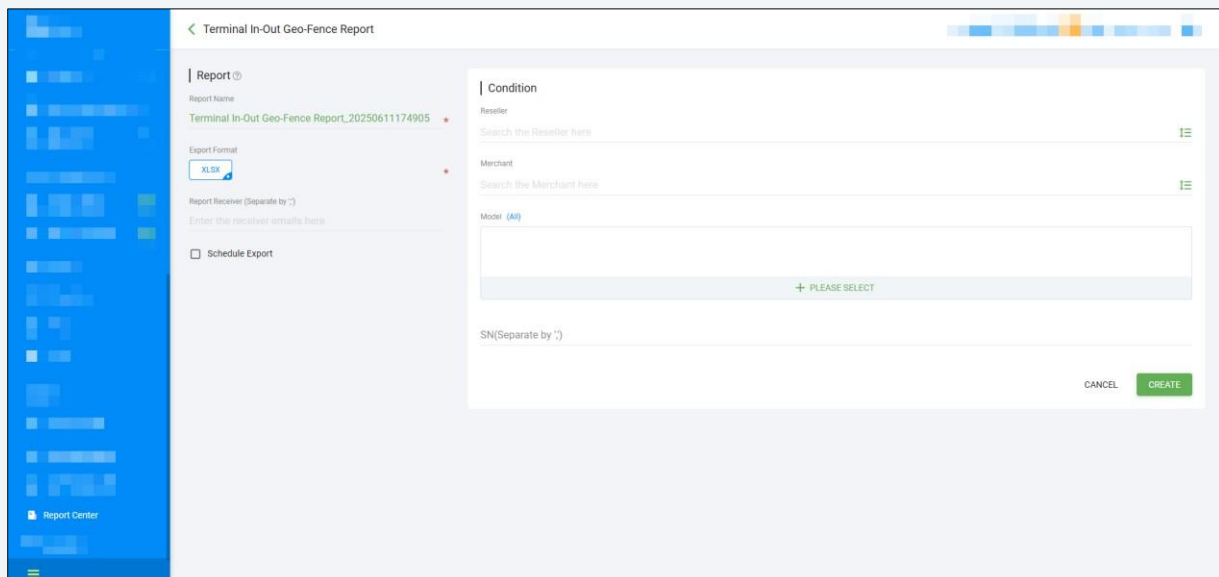 Terminal In-Out Geo-Fence Report
Report
Report Name
Terminal In-Out Geo-Fence Report_20250611174905 *
Export Format
XLSX *
Report Receiver (Separate by ';')
Enter the receiver emails here
Schedule Export
Condition
Reseller
Search the Reseller here
Merchant
Search the Merchant here
Model (All)
+ PLEASE SELECT
SN(Separate by ';')
CANCEL CREATE
Report Center